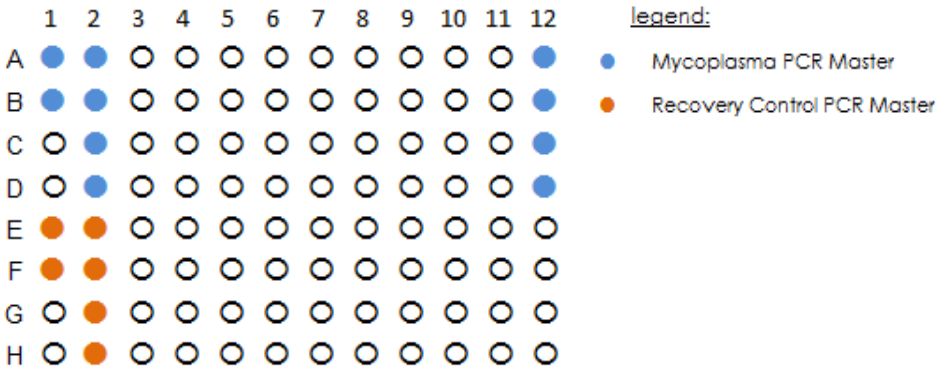 1 2 3 4 5 6 7 8 9 10 11 12 legend:
A Mycoplasma PCR Master
B Recovery Control PCR Master
C
D
E
F
G
H